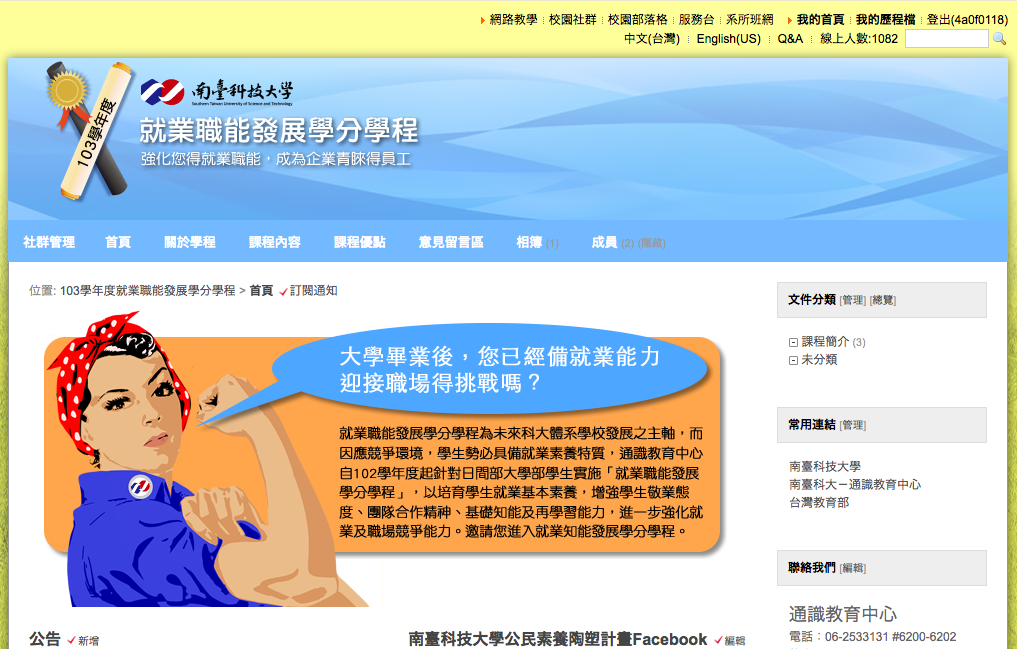 網路教學 ⋮ 校園社群 ⋮ 校園部落格 ⋮ 服務台 ⋮ 系所班網 我的首頁 ⋮ 我的歷程檔 ⋮ 登出(4a0f0118)
中文(台灣) ⋮ English(US) ⋮ Q&A ⋮ 線上人數:1082
103學年度
南臺科技大學
Southern Taiwan University of Science and Technology
就業職能發展學分學程
強化您得就業職能，成為企業青睞得員工
社群管理 首頁 關於學程 課程內容 課程優點 意見留言區 相簿 (1) 成員 (2) (隱藏)
位置: 103學年度就業職能發展學分學程 > 首頁 訂閱通知
大學畢業後，您已經備就業能力
迎接職場得挑戰嗎？
就業職能發展學分學程為未來科大體系學校發展之主軸，而
因應競爭環境，學生勢必具備就業素養特質，通識教育中心
自102學年度起針對日間部大學部學生實施「就業職能發展
學分學程」，以培育學生就業基本素養，增強學生敬業態
度、團隊合作精神、基礎知能及再學習能力，進一步強化就
業及職場競爭能力。邀請您進入就業知能發展學分學程。
公告 新增
南臺科技大學公民素養陶塑計畫Facebook 編輯
文件分類 [管理] [總覽]
課程簡介 (3)
未分類
常用連結 [管理]
南臺科技大學
南臺科大－通識教育中心
台灣教育部
聯絡我們 [編輯]
通識教育中心
電話：06-2533131 #6200-6202